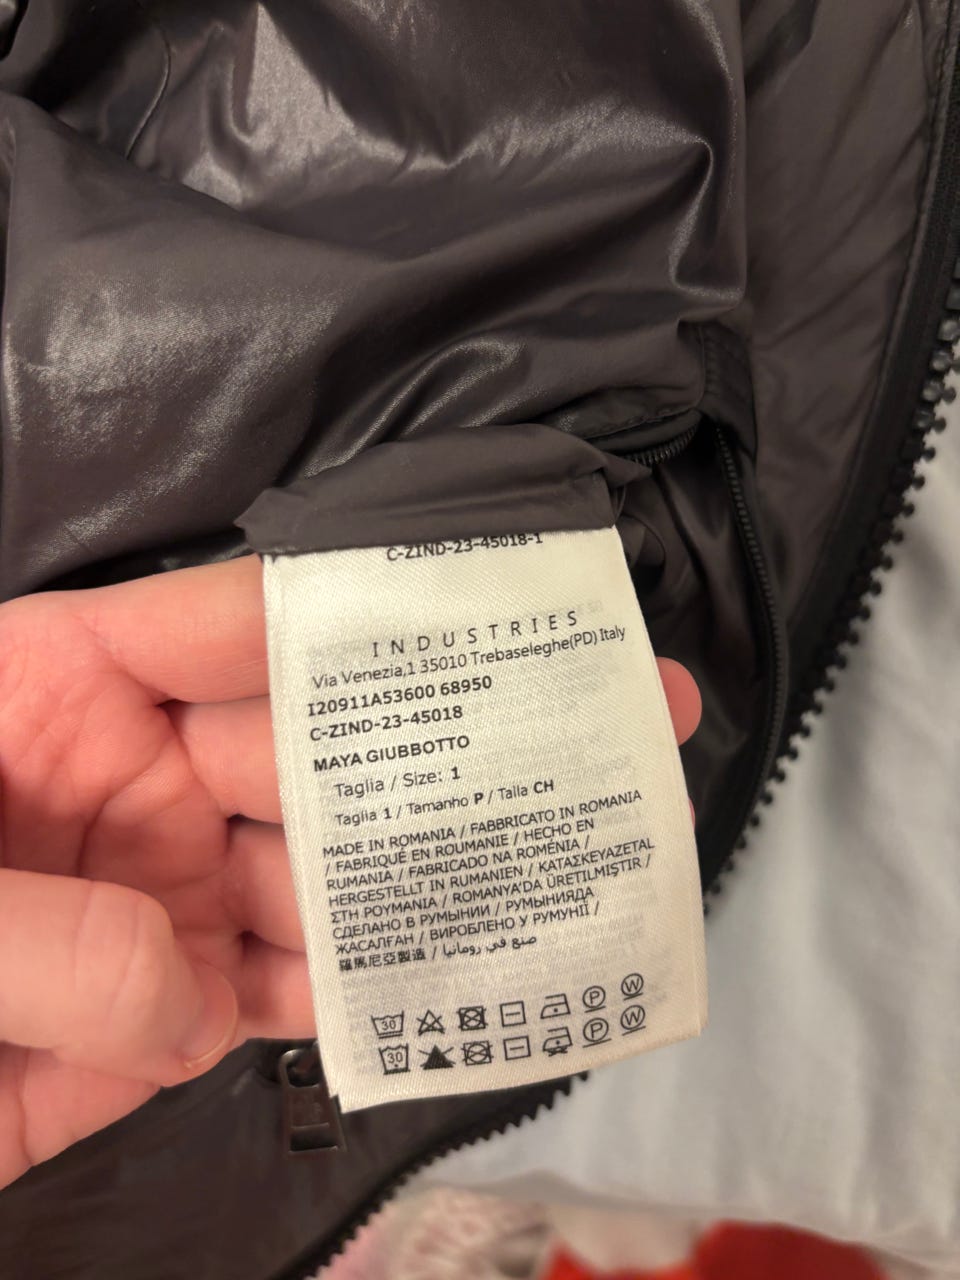 C-ZIND-23-45018-1
INDUSTRIES
Via Venezia,1 35010 Trebaseleghe(PD) Italy
I20911A53600 68950
C-ZIND-23-45018
MAYA GIUBBOTTO
Taglia / Size: 1
Taglia 1 / Tamanho P / Talla CH
MADE IN ROMANIA / FABBRICATO IN ROMANIA
/ FABRIQUÉ EN ROUMANIE / HECHO EN
RUMANIA / FABRICADO NA ROMÉNIA /
HERGESTELLT IN RUMÄNIEN / ΚΑΤΑΣΚΕΥΑΖΕΤΑΙ
ΣΤΗ ΡΟΥΜΑΝΙΑ / ROMANYA'DA ÜRETILMIŞTIR /
СДЕЛАНО В РУМЫНИИ / РУМЫНИЯДА
ЖАСАЛҒАН / ВИРОБЛЕНО У РУМУНІЇ /
羅馬尼亞製造 / صنع في رومانيا
30 P W
30 P W